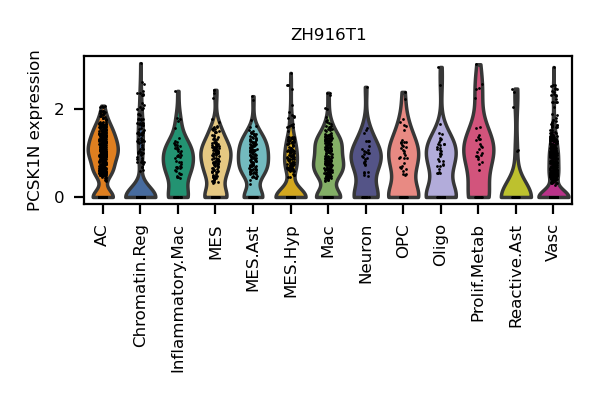 ZH916T1
PCSK1N expression
2
0
AC
Chromatin.Reg
Inflammatory.Mac
MES
MES.Ast
MES.Hyp
Mac
Neuron
OPC
Oligo
Prolif.Metab
Reactive.Ast
Vasc